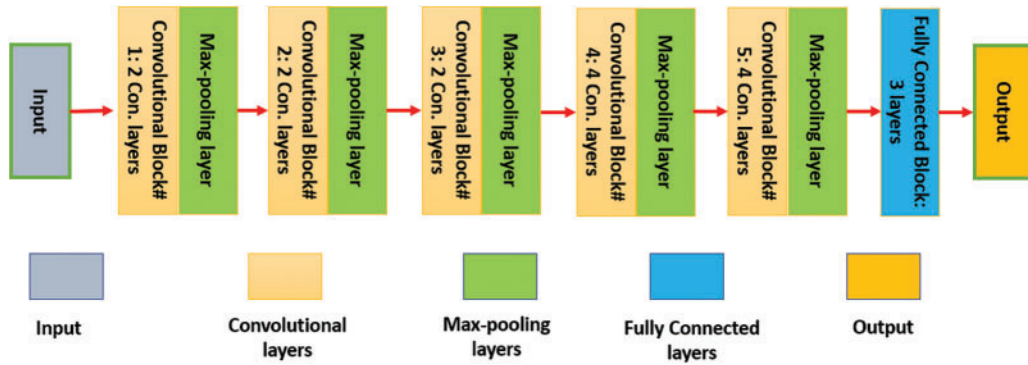 Input
Convolutional Block#
1: 2 Con. layers
Max-pooling layer
Convolutional Block#
2: 2 Con. layers
Max-pooling layer
Convolutional Block#
3: 2 Con. layers
Max-pooling layer
Convolutional Block#
4: 4 Con. layers
Max-pooling layer
Convolutional Block#
5: 4 Con. layers
Max-pooling layer
Fully Connected Block:
3 layers
Output
Input
Convolutional
layers
Max-pooling
layers
Fully Connected
layers
Output